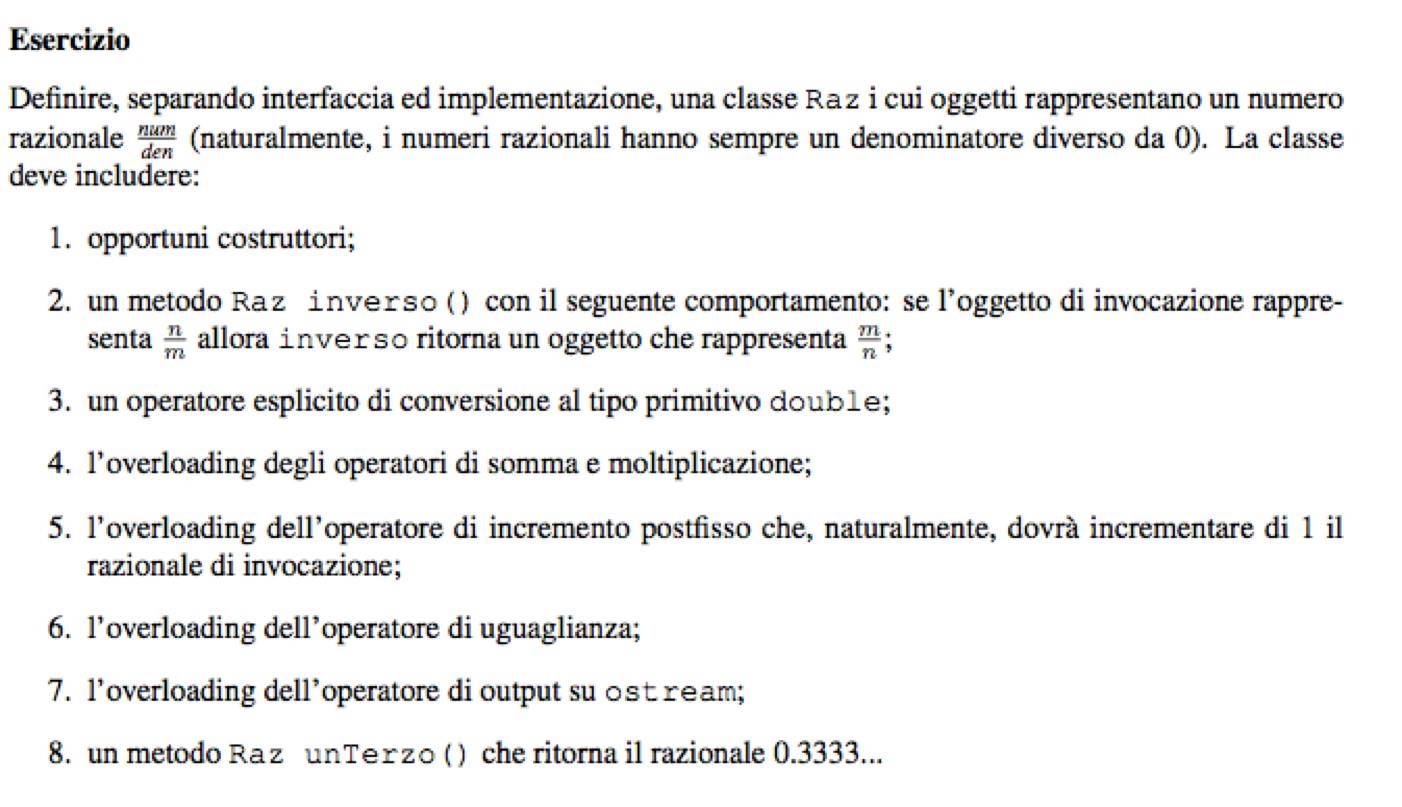 Esercizio
Definire, separando interfaccia ed implementazione, una classe Raz i cui oggetti rappresentano un numero
razionale num/den (naturalmente, i numeri razionali hanno sempre un denominatore diverso da 0). La classe
deve includere:
1. opportuni costruttori;
2. un metodo Raz inverso() con il seguente comportamento: se l'oggetto di invocazione rappre-
senta n/m allora inverso ritorna un oggetto che rappresenta m/n;
3. un operatore esplicito di conversione al tipo primitivo double;
4. l'overloading degli operatori di somma e moltiplicazione;
5. l'overloading dell'operatore di incremento postfisso che, naturalmente, dovrà incrementare di 1 il
razionale di invocazione;
6. l'overloading dell'operatore di uguaglianza;
7. l'overloading dell'operatore di output su ostream;
8. un metodo Raz unTerzo() che ritorna il razionale 0.3333...